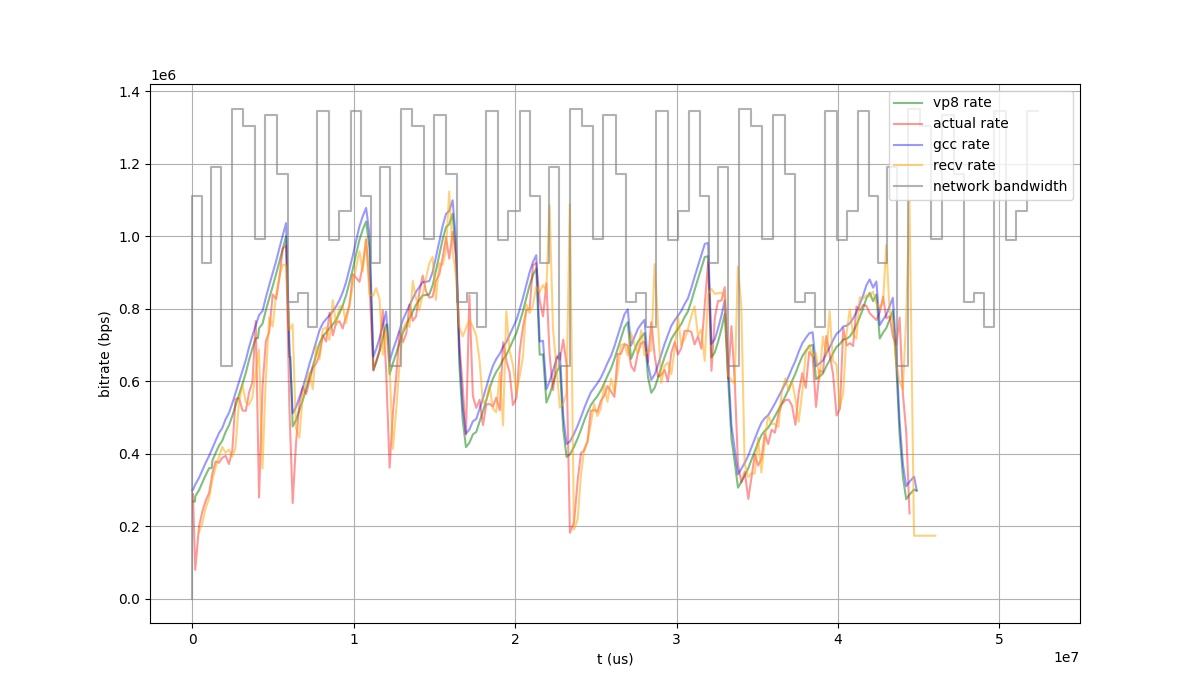 1e6
1.4
1.2
1.0
0.8
0.6
0.4
0.2
0.0
bitrate (bps)
vp8 rate
actual rate
gcc rate
recv rate
network bandwidth
0 1 2 3 4 5
t (us)
1e7